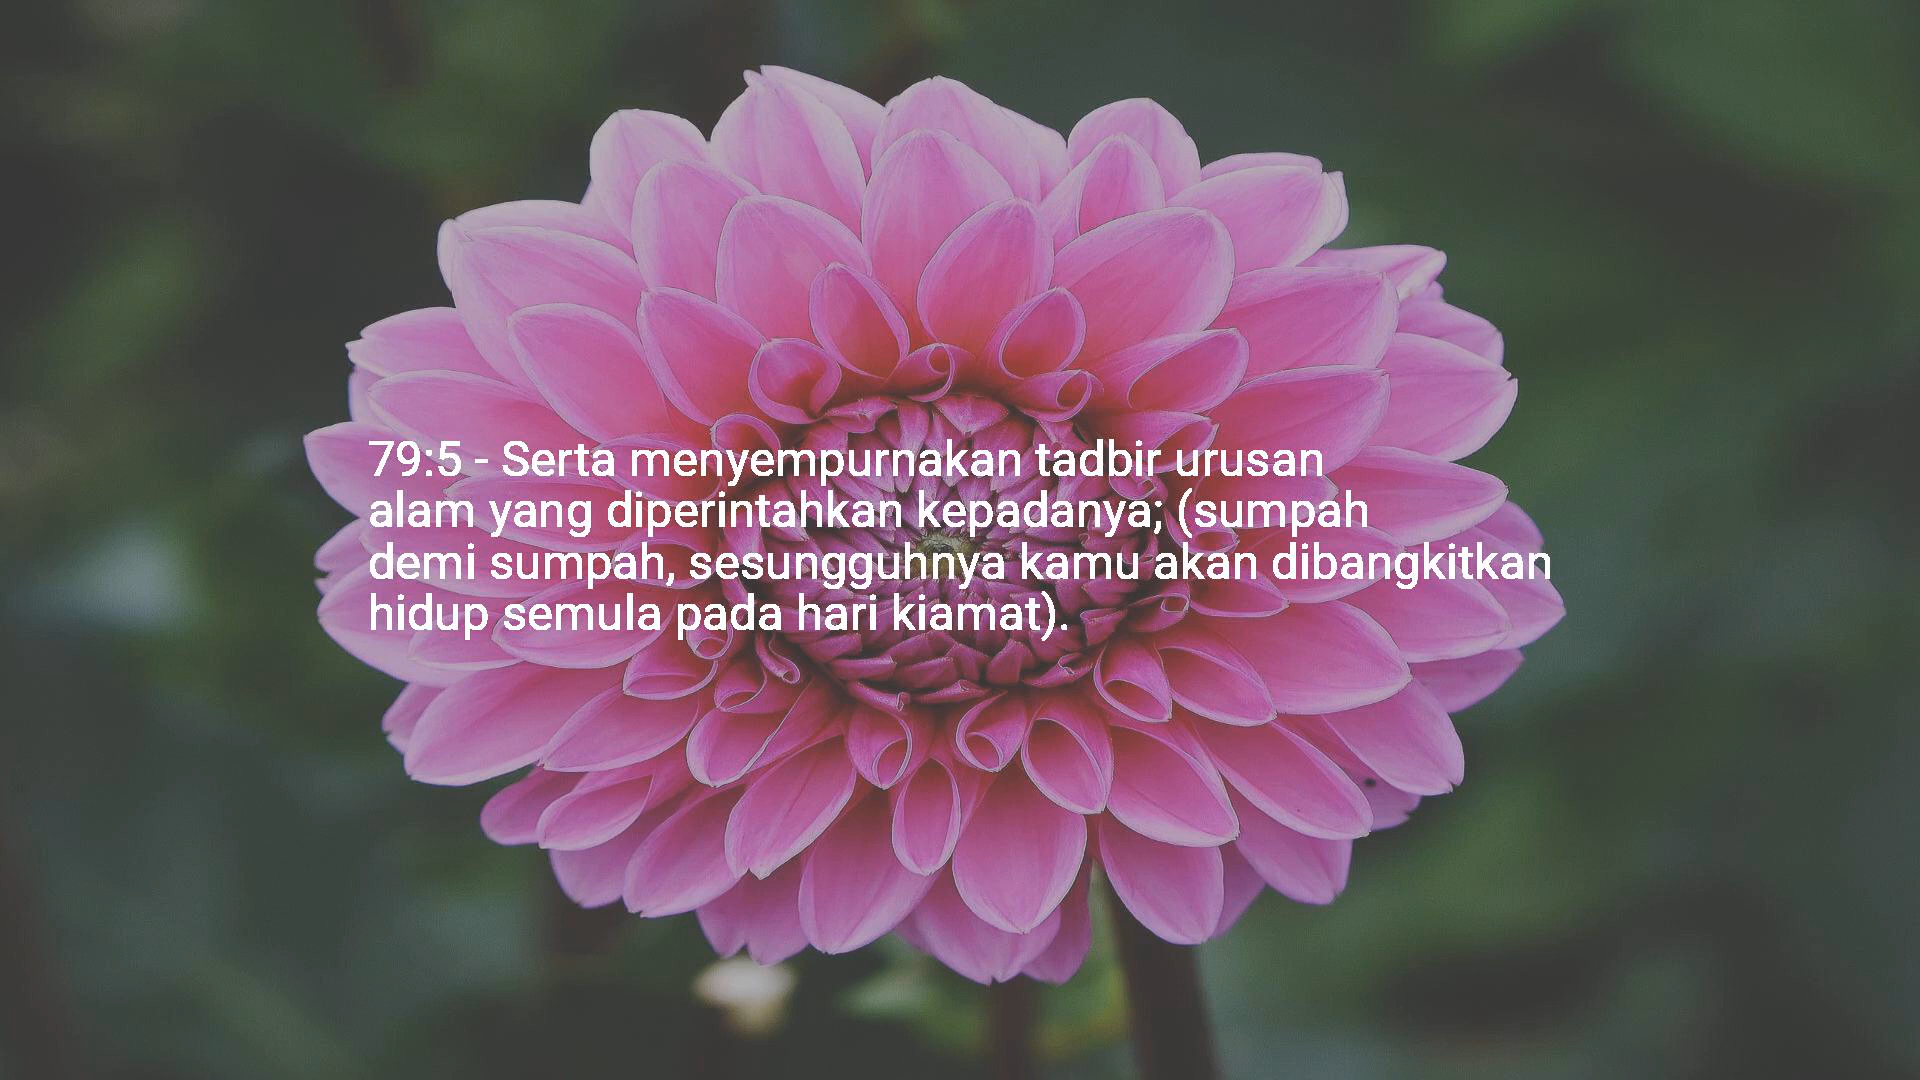 79:5 - Serta menyempurnakan tadbir urusan
alam yang diperintahkan kepadanya; (sumpah
demi sumpah, sesungguhnya kamu akan dibangkitkan
hidup semula pada hari kiamat).